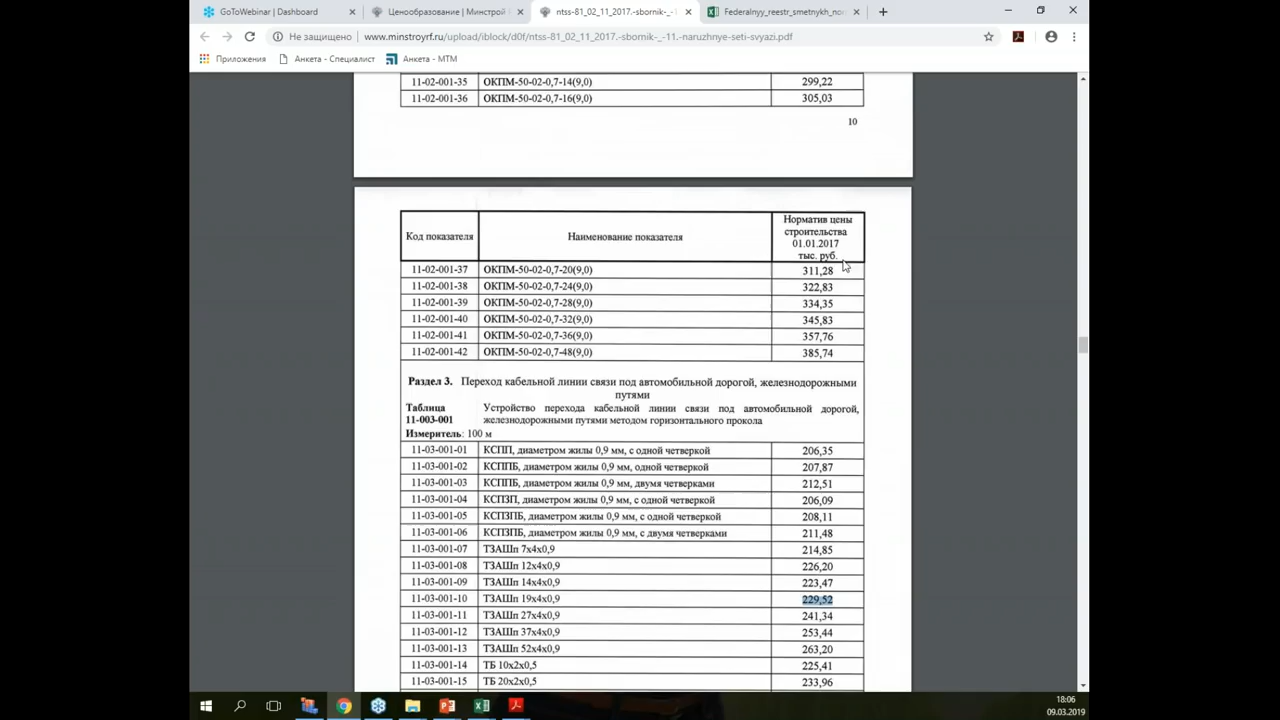 GoToWebinar | Dashboard
Ценообразование | Минстрой
ntss-81_02_11_2017.-sbornik-_-
Federalnyy_reestr_smetnykh_nor
Не защищено
www.minstroyrf.ru/upload/iblock/d0f/ntss-81_02_11_2017.-sbornik-_-11.-naruzhnye-seti-svyazi.pdf
Приложения
Анкета - Специалист
Анкета - МТМ
11-02-001-35 ОКПМ-50-02-0,7-14(9,0) 299,22
11-02-001-36 ОКПМ-50-02-0,7-16(9,0) 305,03
10
Код показателя Наименование показателя Норматив цены
строительства
01.01.2017
тыс. руб.
11-02-001-37 ОКПМ-50-02-0,7-20(9,0) 311,28
11-02-001-38 ОКПМ-50-02-0,7-24(9,0) 322,83
11-02-001-39 ОКПМ-50-02-0,7-28(9,0) 334,35
11-02-001-40 ОКПМ-50-02-0,7-32(9,0) 345,83
11-02-001-41 ОКПМ-50-02-0,7-36(9,0) 357,76
11-02-001-42 ОКПМ-50-02-0,7-48(9,0) 385,74
Раздел 3. Переход кабельной линии связи под автомобильной дорогой, железнодорожными
путями
Таблица Устройство перехода кабельной линии связи под автомобильной дорогой,
11-003-001 железнодорожными путями методом горизонтального прокола
Измеритель: 100 м
11-03-001-01 КСПП, диаметром жилы 0,9 мм, с одной четверкой 206,35
11-03-001-02 КСППБ, диаметром жилы 0,9 мм, одной четверкой 207,87
11-03-001-03 КСППБ, диаметром жилы 0,9 мм, двумя четверками 212,51
11-03-001-04 КСПЗП, диаметром жилы 0,9 мм, с одной четверкой 206,09
11-03-001-05 КСПЗПБ, диаметром жилы 0,9 мм, с одной четверкой 208,11
11-03-001-06 КСПЗПБ, диаметром жилы 0,9 мм, с двумя четверками 211,48
11-03-001-07 ТЗАШп 7х4х0,9 214,85
11-03-001-08 ТЗАШп 12х4х0,9 226,20
11-03-001-09 ТЗАШп 14х4х0,9 223,47
11-03-001-10 ТЗАШп 19х4х0,9 229,52
11-03-001-11 ТЗАШп 27х4х0,9 241,34
11-03-001-12 ТЗАШп 37х4х0,9 253,44
11-03-001-13 ТЗАШп 52х4х0,9 263,20
11-03-001-14 ТБ 10х2х0,5 225,41
11-03-001-15 ТБ 20х2х0,5 233,96
18:06
09.03.2019